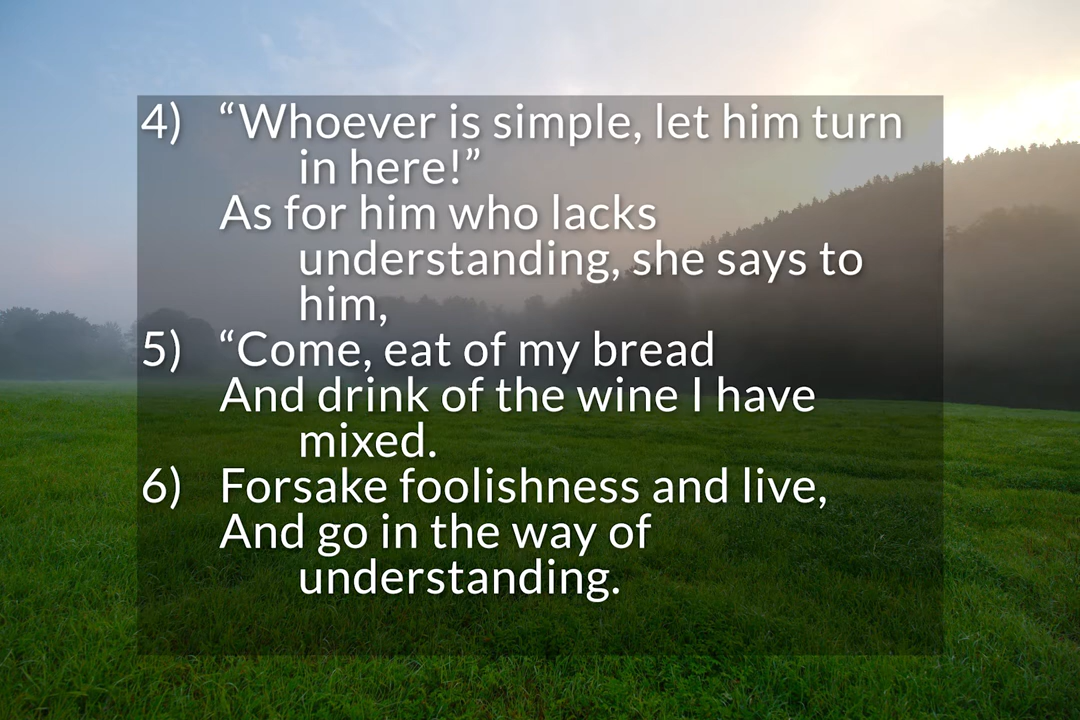 4) “Whoever is simple, let him turn
in here!”
As for him who lacks
understanding, she says to
him,
5) “Come, eat of my bread
And drink of the wine I have
mixed.
6) Forsake foolishness and live,
And go in the way of
understanding.